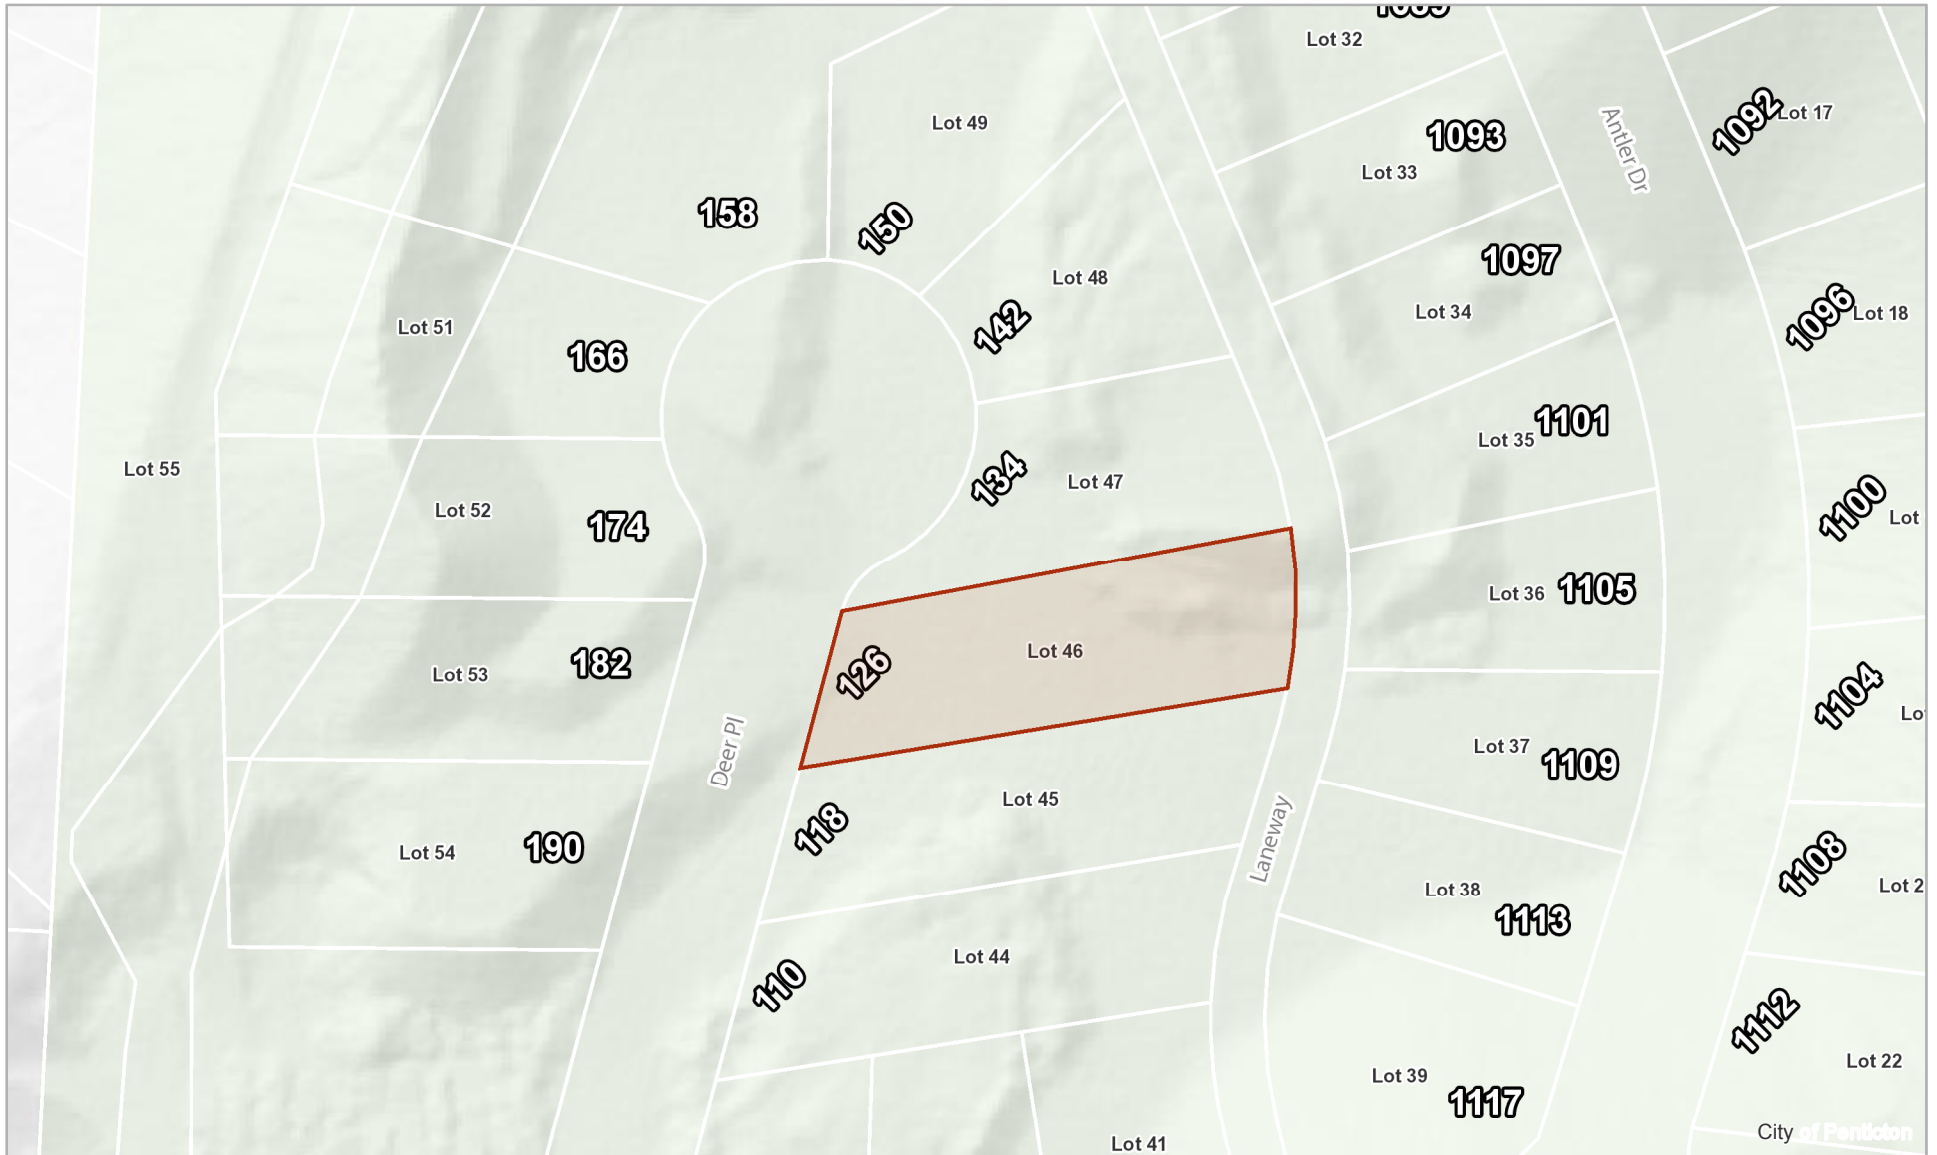 1089
Lot 32
Lot 49
1093
Lot 33
Antler Dr
1092
Lot 17
158
150
Lot 48
142
1097
Lot 34
1096
Lot 18
Lot 51
166
Lot 55
Lot 52
174
134
Lot 47
Lot 35
1101
1100
Lot
Lot 36
1105
Lot 53
182
126
Lot 46
1104
Lo
Deer Pl
Lot 37
1109
118
Lot 45
Laneway
Lot 54
190
Lot 38
1113
1108
Lot 2
110
Lot 44
1112
Lot 39
1117
Lot 22
Lot 41
City of Penticton